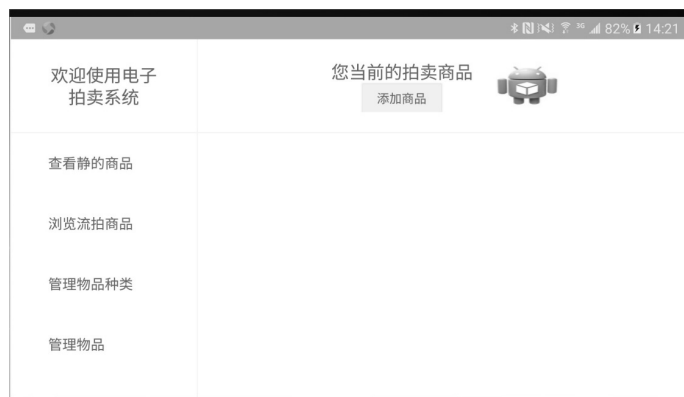 3G 82% 14:21
欢迎使用电子
拍卖系统
您当前的拍卖商品
添加商品
查看静的商品
浏览流拍商品
管理物品种类
管理物品